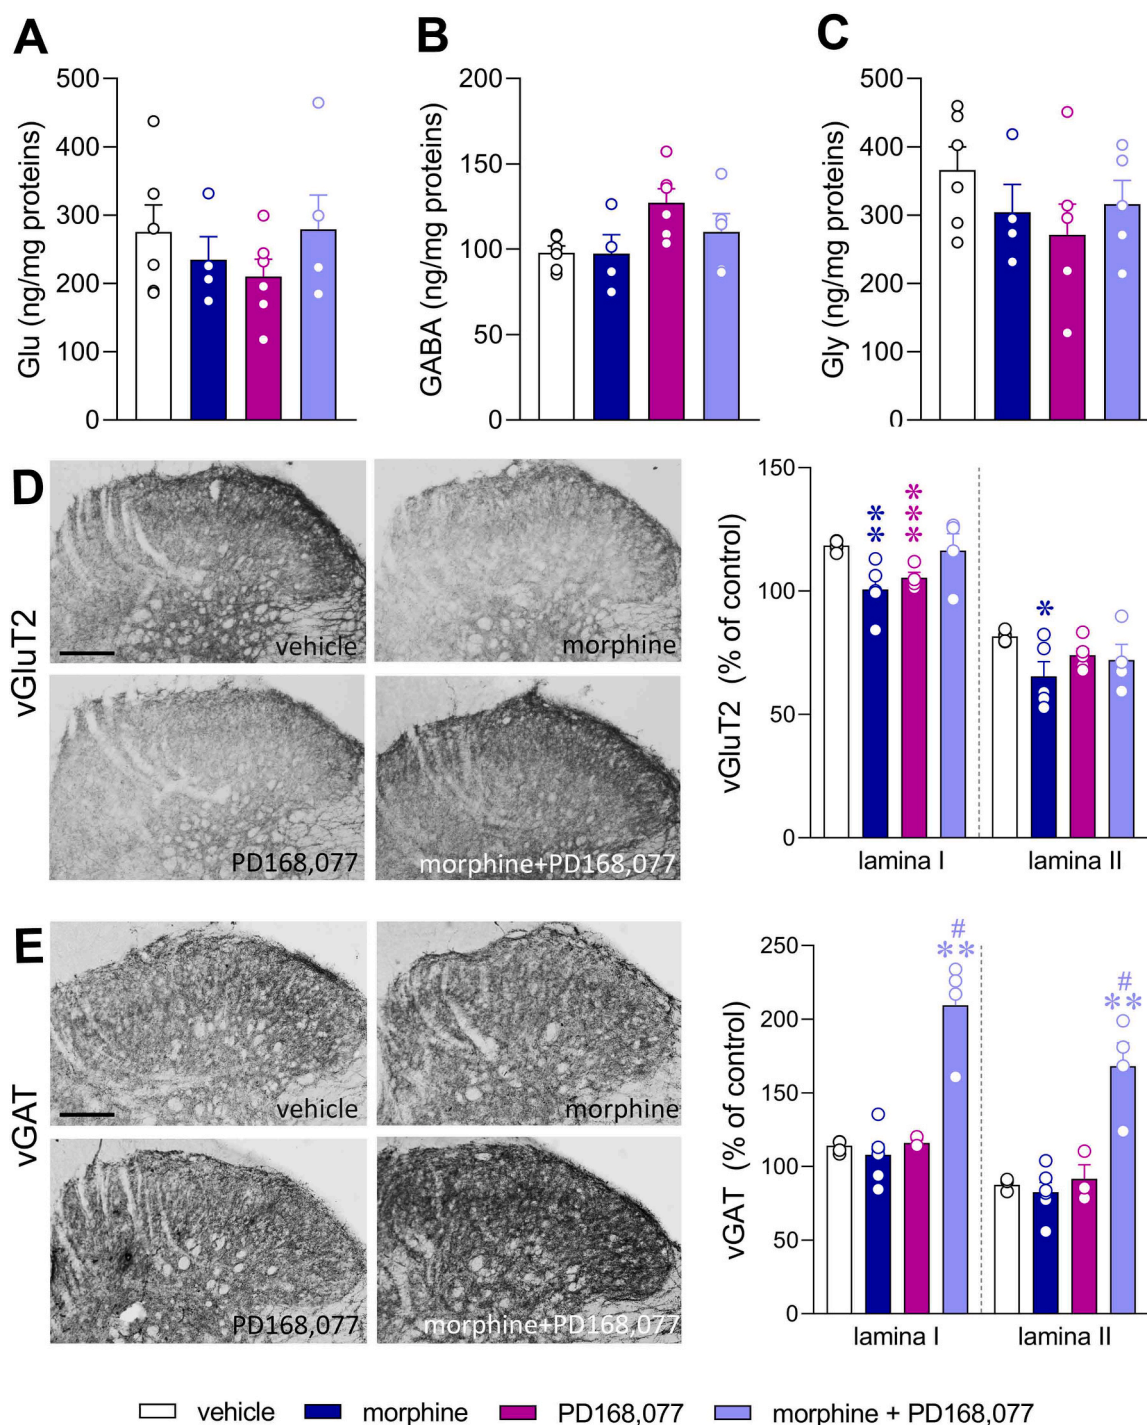 A
B
C
Glu (ng/mg proteins)
500
400
300
200
100
0
GABA (ng/mg proteins)
200
150
100
50
0
Gly (ng/mg proteins)
500
400
300
200
100
0
D
vGluT2
vehicle
morphine
PD168,077
morphine+PD168,077
vGluT2 (% of control)
150
100
50
0
** *** *
lamina I
lamina II
E
vGAT
vehicle
morphine
PD168,077
morphine+PD168,077
vGAT (% of control)
250
200
150
100
50
0
#
**
#
**
lamina I
lamina II
vehicle
morphine
PD168,077
morphine + PD168,077